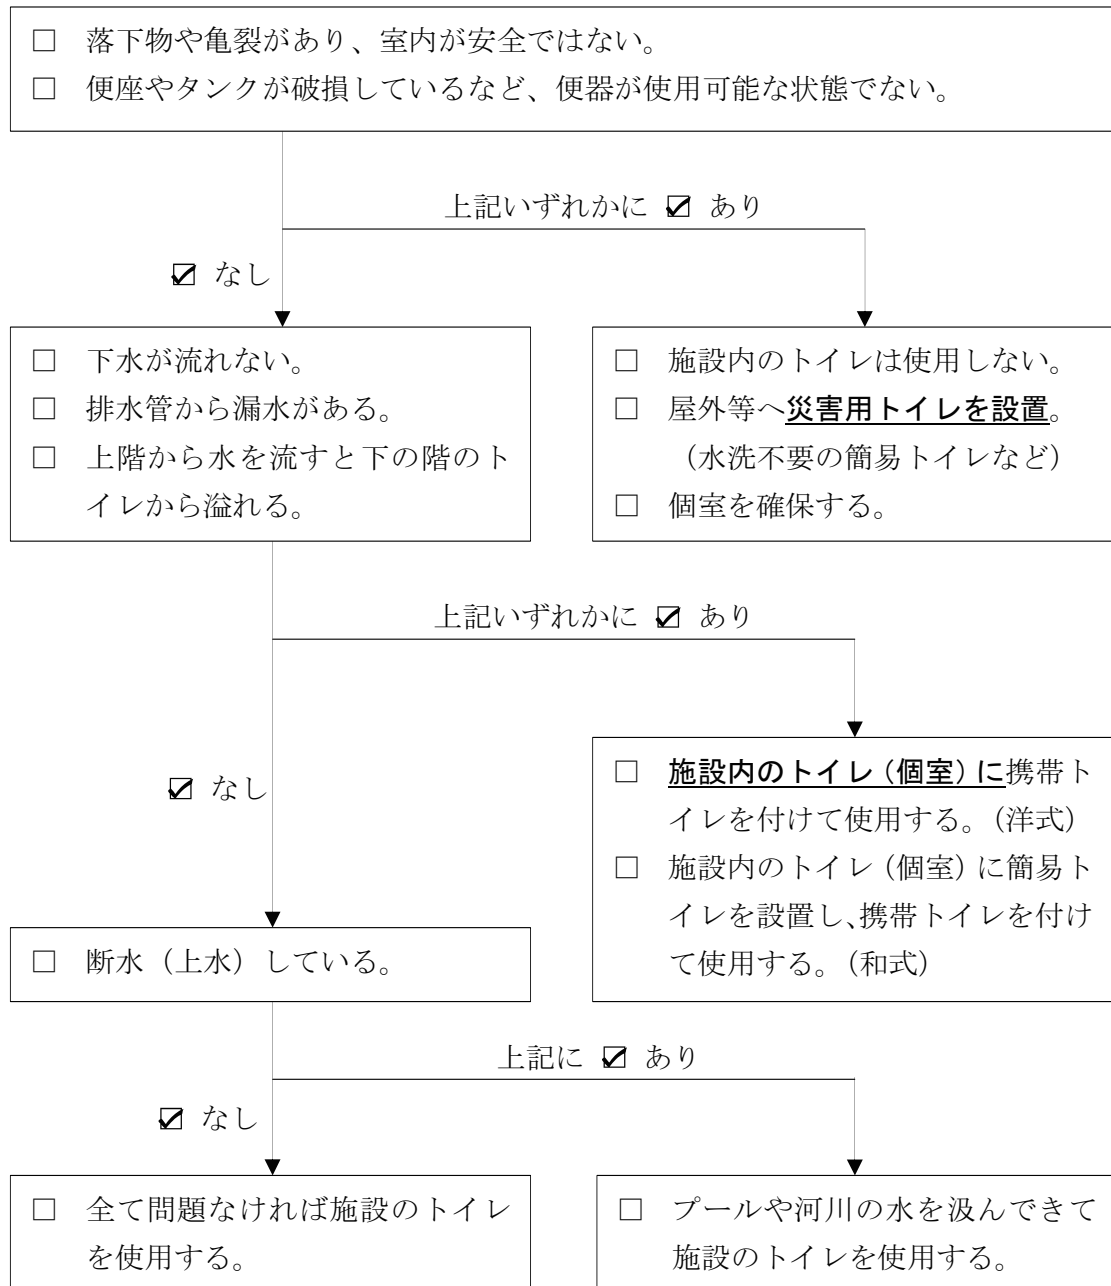 □ 落下物や亀裂があり、室内が安全ではない。
□ 便座やタンクが破損しているなど、便器が使用可能な状態でない。
上記いずれかに ☑ あり
☑ なし
□ 下水が流れない。
□ 排水管から漏水がある。
□ 上階から水を流すと下の階のト
イレから溢れる。
□ 施設内のトイレは使用しない。
□ 屋外等へ災害用トイレを設置。
（水洗不要の簡易トイレなど）
□ 個室を確保する。
上記いずれかに ☑ あり
☑ なし
□ 施設内のトイレ（個室）に携帯ト
イレを付けて使用する。（洋式）
□ 施設内のトイレ（個室）に簡易ト
イレを設置し、携帯トイレを付け
て使用する。（和式）
□ 断水（上水）している。
上記に ☑ あり
☑ なし
□ 全て問題なければ施設のトイレ
を使用する。
□ プールや河川の水を汲んできて
施設のトイレを使用する。